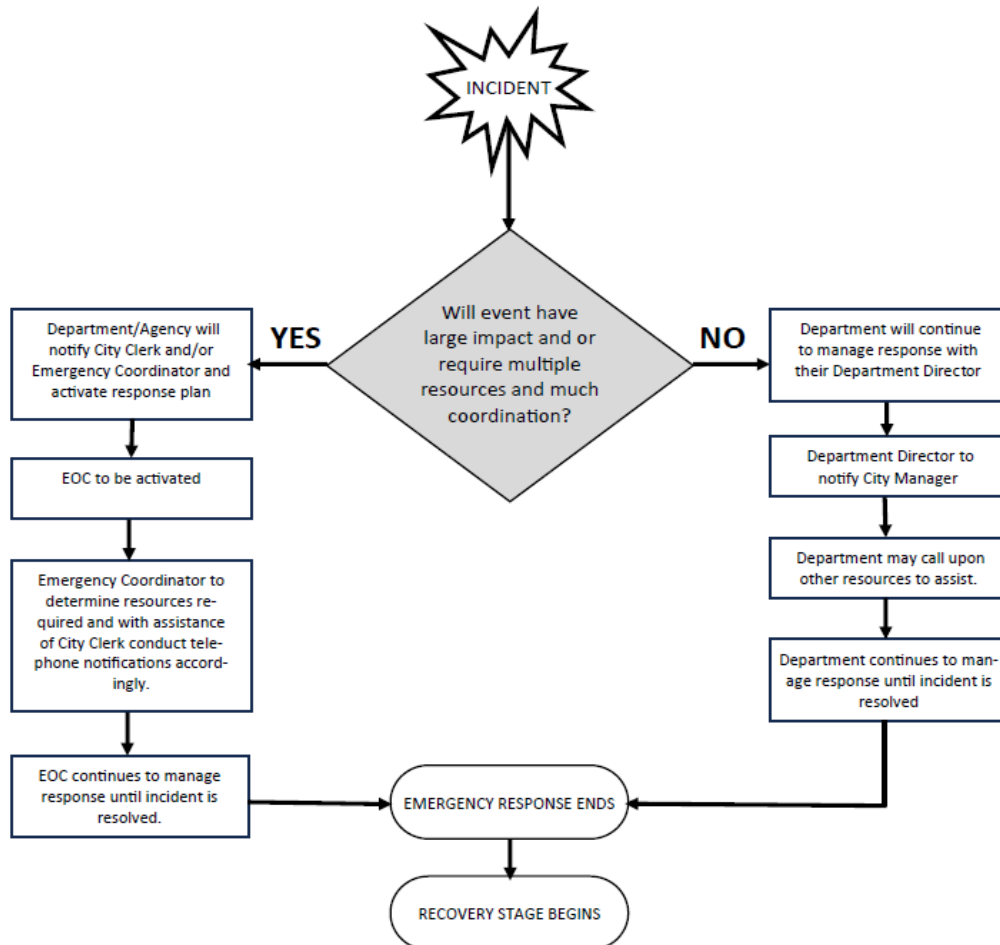 INCIDENT
Will event have
large impact and or
require multiple
resources and much
coordination?
YES
NO
Department/Agency will
notify City Clerk and/or
Emergency Coordinator and
activate response plan
EOC to be activated
Emergency Coordinator to
determine resources re-
quired and with assistance
of City Clerk conduct tele-
phone notifications accord-
ingly.
EOC continues to manage
response until incident is
resolved.
Department will continue
to manage response with
their Department Director
Department Director to
notify City Manager
Department may call upon
other resources to assist.
Department continues to man-
age response until incident is
resolved
EMERGENCY RESPONSE ENDS
RECOVERY STAGE BEGINS